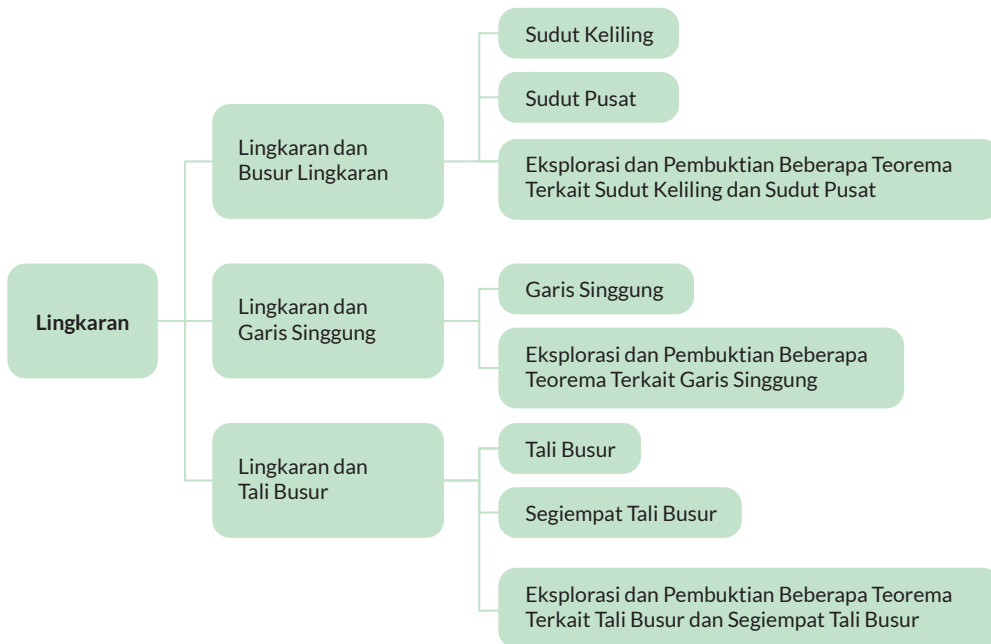 Lingkaran
Lingkaran dan
Busur Lingkaran
Sudut Keliling
Sudut Pusat
Eksplorasi dan Pembuktian Beberapa Teorema
Terkait Sudut Keliling dan Sudut Pusat
Lingkaran dan
Garis Singgung
Garis Singgung
Eksplorasi dan Pembuktian Beberapa
Teorema Terkait Garis Singgung
Lingkaran dan
Tali Busur
Tali Busur
Segiempat Tali Busur
Eksplorasi dan Pembuktian Beberapa Teorema
Terkait Tali Busur dan Segiempat Tali Busur